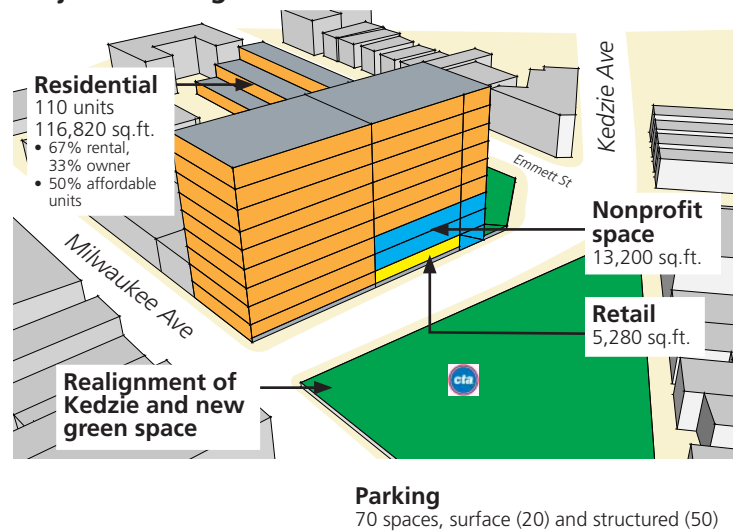 Residential
110 units
116,820 sq.ft.
• 67% rental,
33% owner
• 50% affordable
units
Kedzie Ave
Emmett St
Nonprofit
space
13,200 sq.ft.
Milwaukee Ave
Retail
5,280 sq.ft.
Realignment of
Kedzie and new
green space
cta
Parking
70 spaces, surface (20) and structured (50)